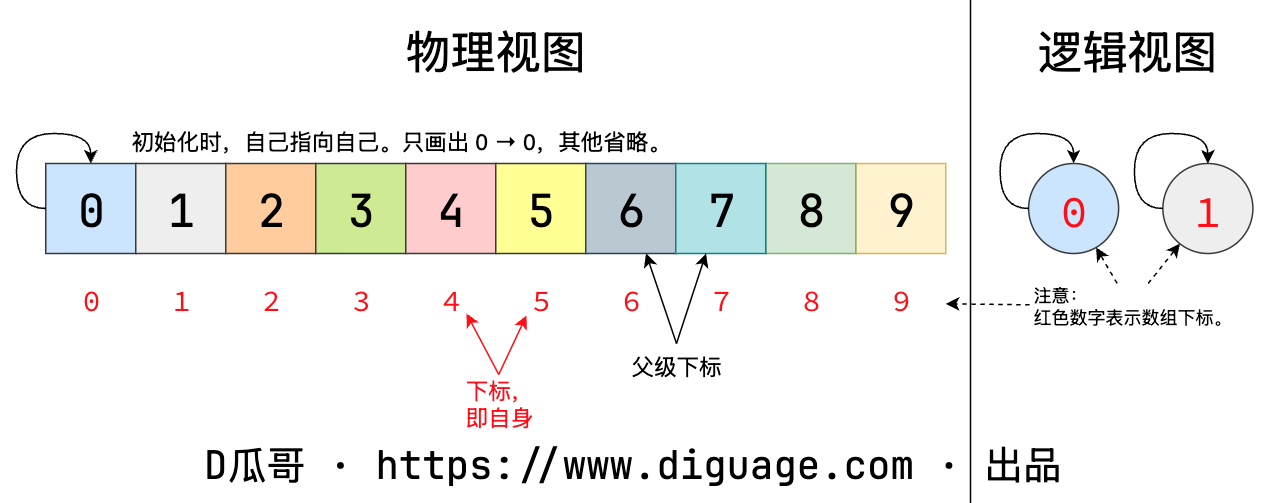 物理视图
逻辑视图
初始化时，自己指向自己。只画出 0 → 0，其他省略。
0 1 2 3 4 5 6 7 8 9
0 1
0 1 2 3 4 5 6 7 8 9
注意：
红色数字表示数组下标。
父级下标
下标，
即自身
D瓜哥 · https://www.diguage.com · 出品